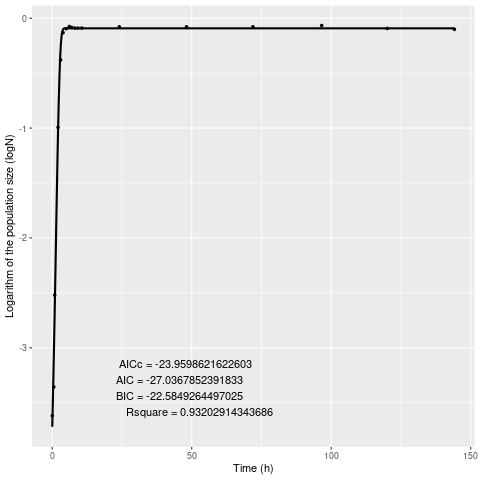 0
-1
-2
-3
Logarithm of the population size (logN)
AICc = -23.9598621622603
AIC = -27.0367852391833
BIC = -22.5849264497025
Rsquare = 0.93202914343686
0 50 100 150
Time (h)